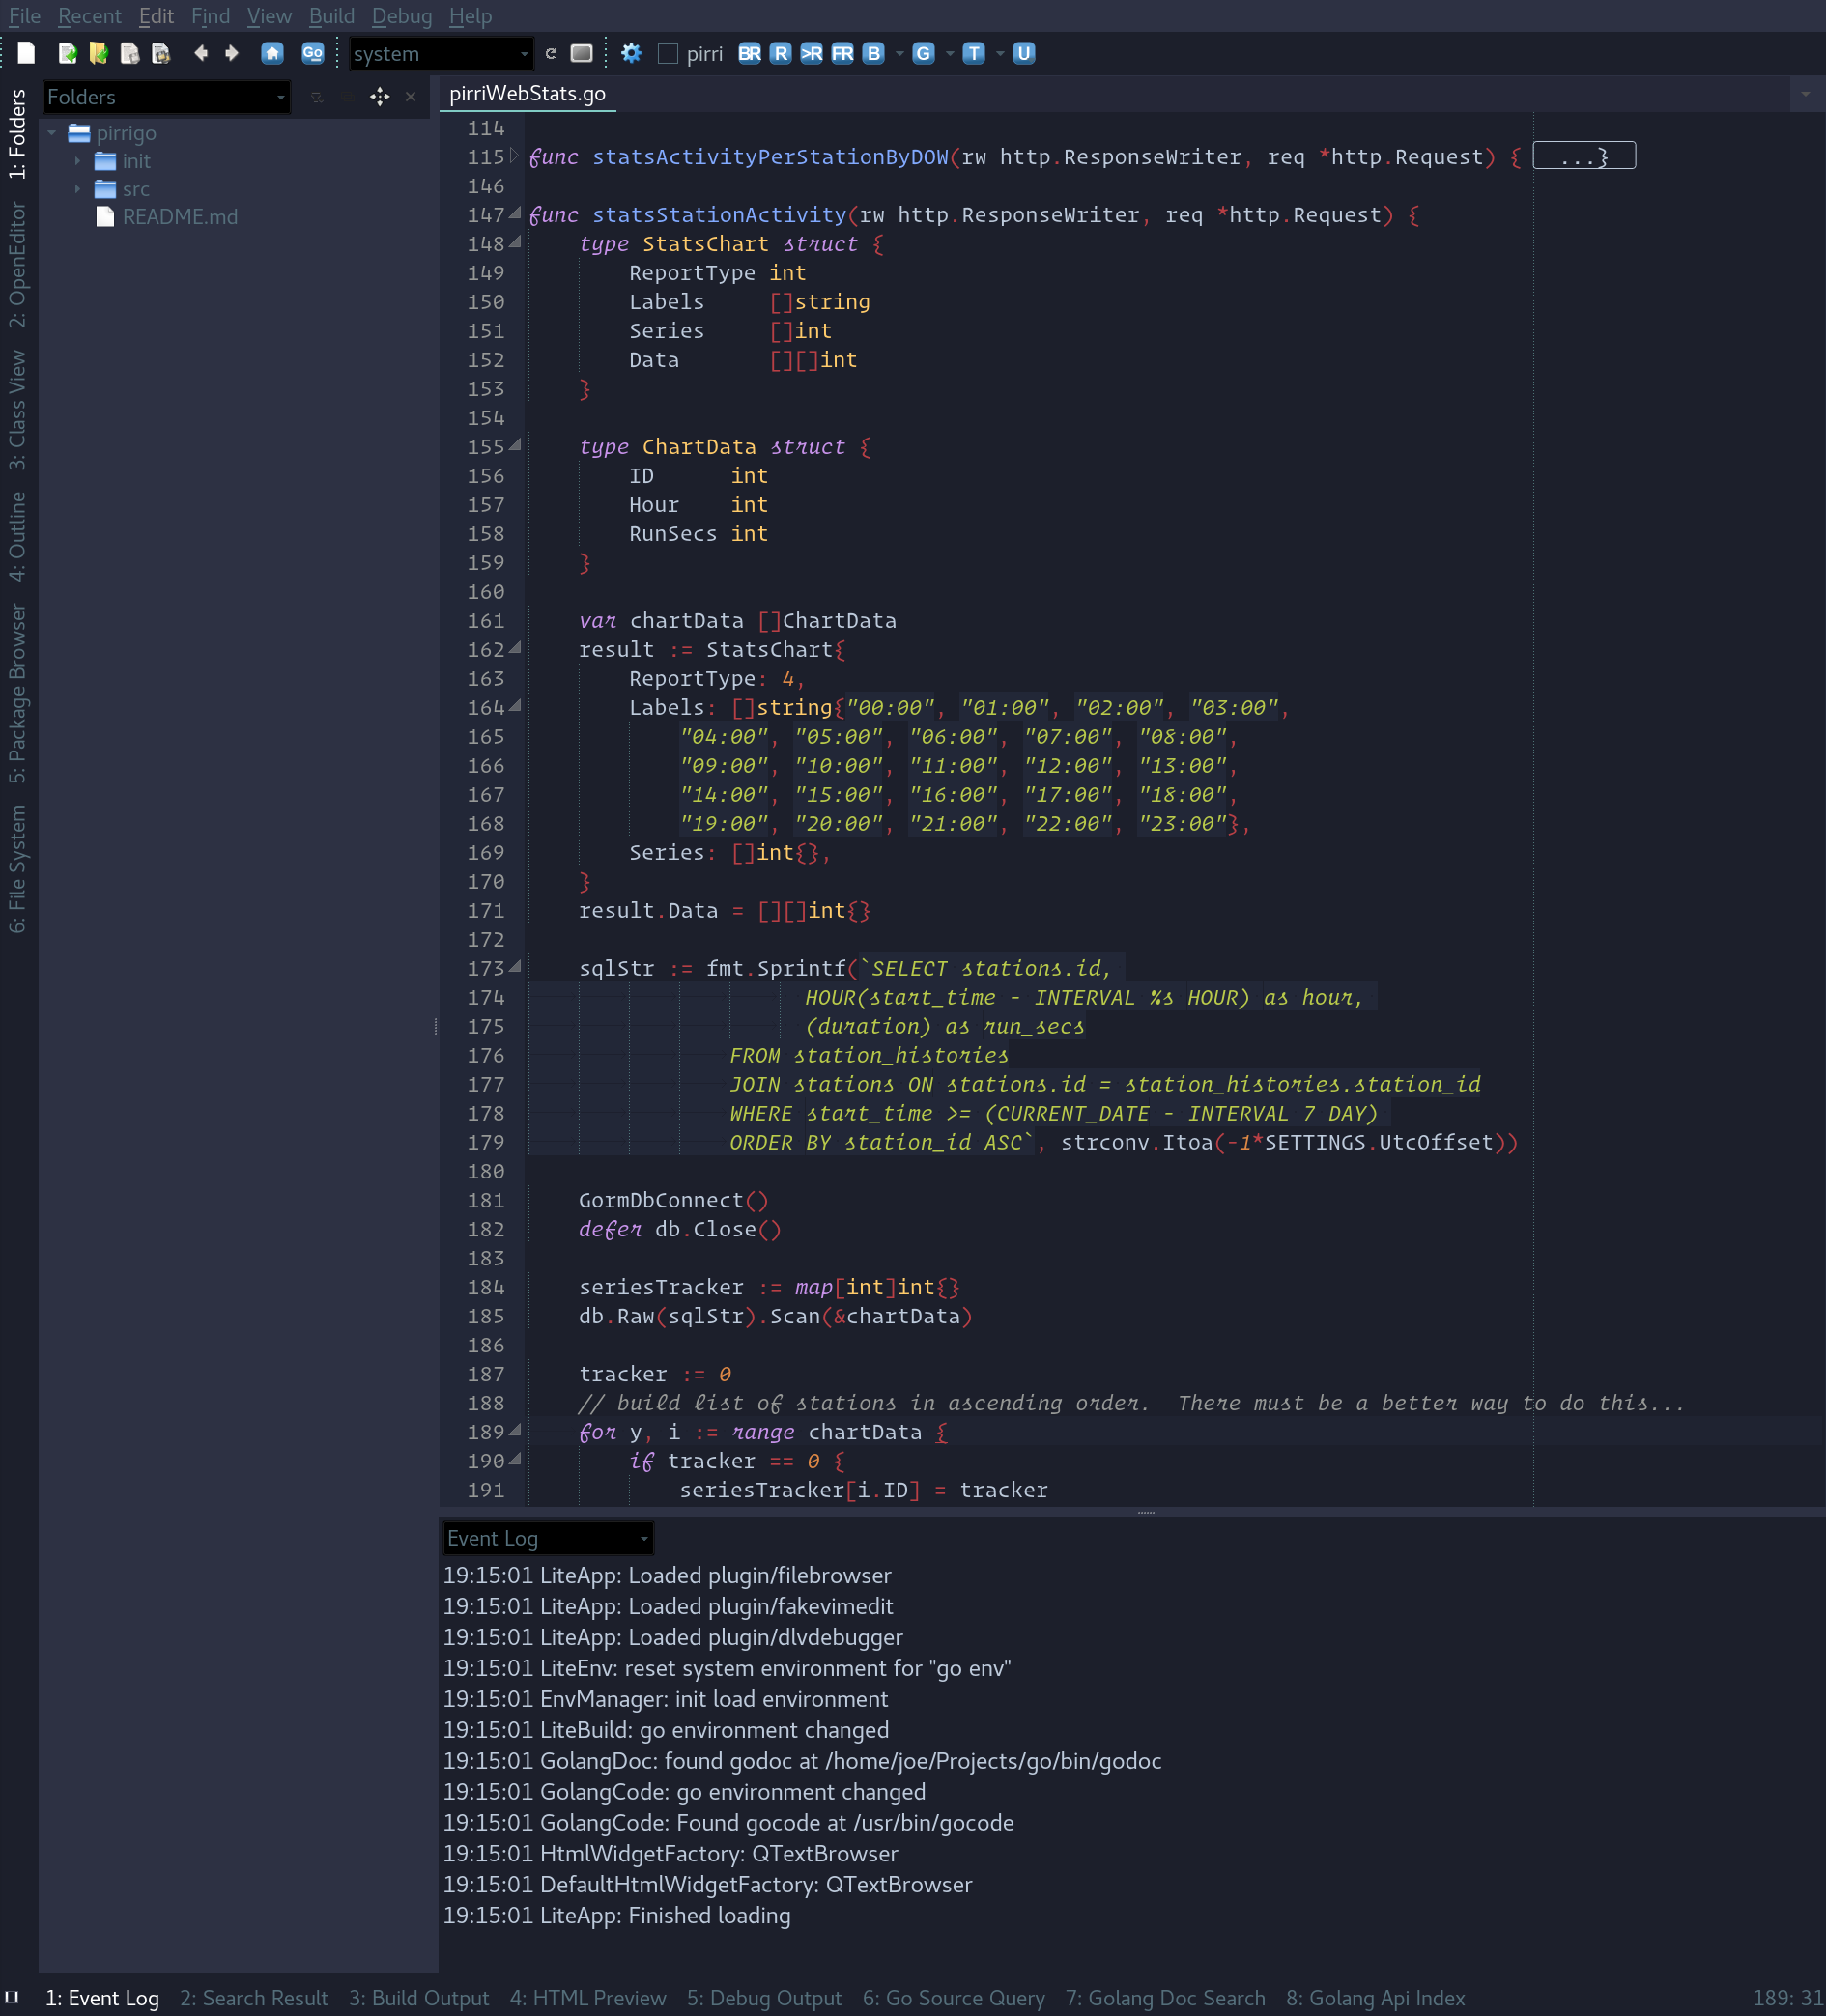 File Recent Edit Find View Build Debug Help
Go system pirri BR R >R FR B G T U
1: Folders
2: OpenEditor
3: Class View
4: Outline
5: Package Browser
6: File System
Folders
pirrigo
init
src
README.md
pirriWebStats.go
114
115 func statsActivityPerStationByDOW(rw http.ResponseWriter, req *http.Request) { ...}
146
147 func statsStationActivity(rw http.ResponseWriter, req *http.Request) {
148     type StatsChart struct {
149         ReportType int
150         Labels     []string
151         Series     []int
152         Data       [][]int
153     }
154
155     type ChartData struct {
156         ID      int
157         Hour    int
158         RunSecs int
159     }
160
161     var chartData []ChartData
162     result := StatsChart{
163         ReportType: 4,
164         Labels: []string{"00:00", "01:00", "02:00", "03:00",
165             "04:00", "05:00", "06:00", "07:00", "08:00",
166             "09:00", "10:00", "11:00", "12:00", "13:00",
167             "14:00", "15:00", "16:00", "17:00", "18:00",
168             "19:00", "20:00", "21:00", "22:00", "23:00"},
169         Series: []int{},
170     }
171     result.Data = [][]int{}
172
173     sqlStr := fmt.Sprintf(`SELECT stations.id,
174                       HOUR(start_time - INTERVAL %s HOUR) as hour,
175                       (duration) as run_secs
176                 FROM station_histories
177                 JOIN stations ON stations.id = station_histories.station_id
178                 WHERE start_time >= (CURRENT_DATE - INTERVAL 7 DAY)
179                 ORDER BY station_id ASC`, strconv.Itoa(-1*SETTINGS.UtcOffset))
180
181     GormDbConnect()
182     defer db.Close()
183
184     seriesTracker := map[int]int{}
185     db.Raw(sqlStr).Scan(&chartData)
186
187     tracker := 0
188     // build list of stations in ascending order.  There must be a better way to do this...
189     for y, i := range chartData {
190         if tracker == 0 {
191             seriesTracker[i.ID] = tracker
Event Log
19:15:01 LiteApp: Loaded plugin/filebrowser
19:15:01 LiteApp: Loaded plugin/fakevimedit
19:15:01 LiteApp: Loaded plugin/dlvdebugger
19:15:01 LiteEnv: reset system environment for "go env"
19:15:01 EnvManager: init load environment
19:15:01 LiteBuild: go environment changed
19:15:01 GolangDoc: found godoc at /home/joe/Projects/go/bin/godoc
19:15:01 GolangCode: go environment changed
19:15:01 GolangCode: Found gocode at /usr/bin/gocode
19:15:01 HtmlWidgetFactory: QTextBrowser
19:15:01 DefaultHtmlWidgetFactory: QTextBrowser
19:15:01 LiteApp: Finished loading
1: Event Log 2: Search Result 3: Build Output 4: HTML Preview 5: Debug Output 6: Go Source Query 7: Golang Doc Search 8: Golang Api Index 189: 31